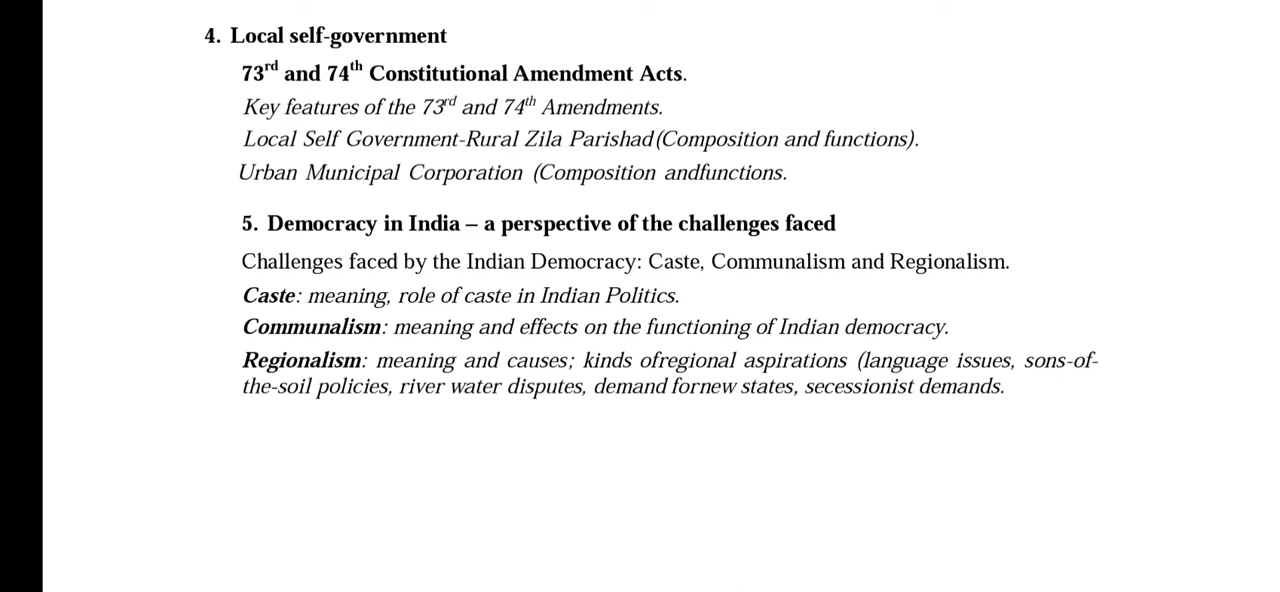 4. Local self-government
73rd and 74th Constitutional Amendment Acts.
Key features of the 73rd and 74th Amendments.
Local Self Government-Rural Zila Parishad(Composition and functions).
Urban Municipal Corporation (Composition andfunctions.
5. Democracy in India – a perspective of the challenges faced
Challenges faced by the Indian Democracy: Caste, Communalism and Regionalism.
Caste: meaning, role of caste in Indian Politics.
Communalism: meaning and effects on the functioning of Indian democracy.
Regionalism: meaning and causes; kinds ofregional aspirations (language issues, sons-of-
the-soil policies, river water disputes, demand fornew states, secessionist demands.